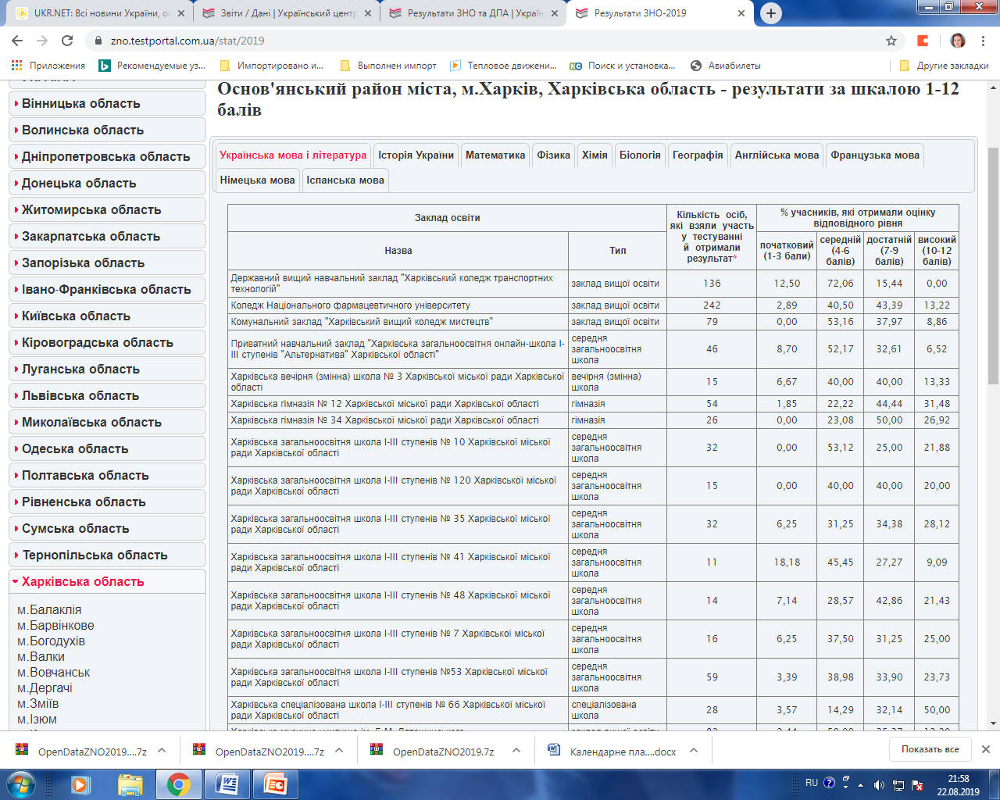 UKR.NET: Всі новини України, ос
Звіти / Дані | Український центр
Результати ЗНО та ДПА | Україн
Результати ЗНО-2019
zno.testportal.com.ua/stat/2019
Приложения
Рекомендуемые уз...
Импортировано и...
Выполнен импорт
Тепловое движени...
Поиск и установка...
Авиабилеты
Другие закладки
Вінницька область
Волинська область
Дніпропетровська область
Донецька область
Житомирська область
Закарпатська область
Запорізька область
Івано-Франківська область
Київська область
Кіровоградська область
Луганська область
Львівська область
Миколаївська область
Одеська область
Полтавська область
Рівненська область
Сумська область
Тернопільська область
Харківська область
м.Балаклія
м.Барвінкове
м.Богодухів
м.Валки
м.Вовчанськ
м.Дергачі
м.Зміїв
м.Ізюм
Основ'янський район міста, м.Харків, Харківська область - результати за шкалою 1-12
балів
Українська мова і література Історія України Математика Фізика Хімія Біологія Географія Англійська мова Французька мова
Німецька мова Іспанська мова
Заклад освіти
Назва
Тип
Кількість осіб,
які взяли участь
у тестуванні
й отримали
результат*
% учасників, які отримали оцінку
відповідного рівня
початковий
(1-3 бали)
середній
(4-6
балів)
достатній
(7-9
балів)
високий
(10-12
балів)
Державний вищий навчальний заклад "Харківський коледж транспортних
технологій"
заклад вищої освіти 136 12,50 72,06 15,44 0,00
Коледж Національного фармацевтичного університету заклад вищої освіти 242 2,89 40,50 43,39 13,22
Комунальний заклад "Харківський вищий коледж мистецтв" заклад вищої освіти 79 0,00 53,16 37,97 8,86
Приватний навчальний заклад "Харківська загальноосвітня онлайн-школа І-
ІІІ ступенів "Альтернатива" Харківської області"
середня
загальноосвітня
школа
46 8,70 52,17 32,61 6,52
Харківська вечірня (змінна) школа № 3 Харківської міської ради Харківської
області
вечірня (змінна)
школа
15 6,67 40,00 40,00 13,33
Харківська гімназія № 12 Харківської міської ради Харківської області гімназія 54 1,85 22,22 44,44 31,48
Харківська гімназія № 34 Харківської міської ради Харківської області гімназія 26 0,00 23,08 50,00 26,92
Харківська загальноосвітня школа І-ІІІ ступенів № 10 Харківської міської
ради Харківської області
середня
загальноосвітня
школа
32 0,00 53,12 25,00 21,88
Харківська загальноосвітня школа І-ІІІ ступенів № 120 Харківської міської
ради Харківської області
середня
загальноосвітня
школа
15 0,00 40,00 40,00 20,00
Харківська загальноосвітня школа І-ІІІ ступенів № 35 Харківської міської
ради Харківської області
середня
загальноосвітня
школа
32 6,25 31,25 34,38 28,12
Харківська загальноосвітня школа І-ІІІ ступенів № 41 Харківської міської
ради Харківської області
середня
загальноосвітня
школа
11 18,18 45,45 27,27 9,09
Харківська загальноосвітня школа І-ІІІ ступенів № 48 Харківської міської
ради Харківської області
середня
загальноосвітня
школа
14 7,14 28,57 42,86 21,43
Харківська загальноосвітня школа І-ІІІ ступенів № 7 Харківської міської
ради Харківської області
середня
загальноосвітня
школа
16 6,25 37,50 31,25 25,00
Харківська загальноосвітня школа І-ІІІ ступенів №53 Харківської міської
ради Харківської області
середня
загальноосвітня
школа
59 3,39 38,98 33,90 23,73
Харківська спеціалізована школа І-ІІІ ступенів № 66 Харківської міської
ради Харківської області
спеціалізована
школа
28 3,57 14,29 32,14 50,00
OpenDataZNO2019....7z
OpenDataZNO2019....7z
OpenDataZNO2019.7z
Календарне пла....docx
Показать все
RU
21:58
22.08.2019